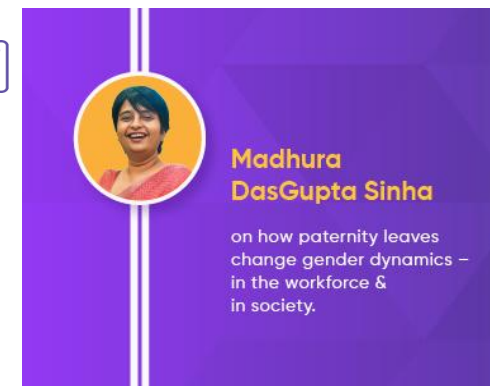 Madhura
DasGupta Sinha
on how paternity leaves
change gender dynamics –
in the workforce &
in society.